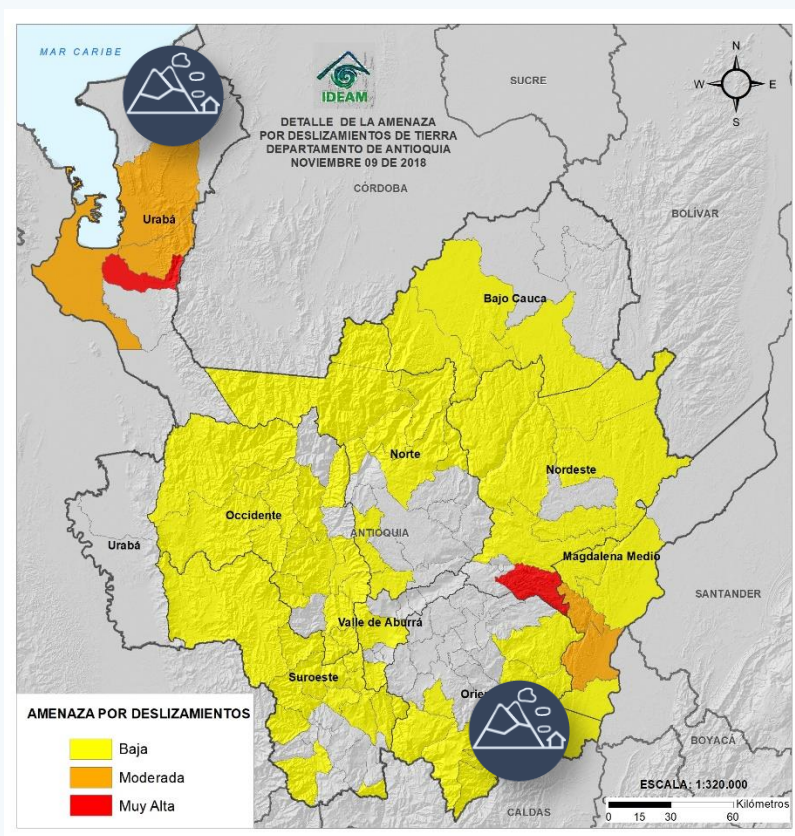 MAR CARIBE
IDEAM
DETALLE DE LA AMENAZA
POR DESLIZAMIENTOS DE TIERRA
DEPARTAMENTO DE ANTIOQUIA
NOVIEMBRE 09 DE 2018
N
W
E
S
SUCRE
CÓRDOBA
BOLÍVAR
Urabá
Bajo Cauca
Norte
Nordeste
Occidente
ANTIOQUIA
Urabá
Magdalena Medio
SANTANDER
Valle de Aburrá
Suroeste
Orie
BOYACÁ
CALDAS
AMENAZA POR DESLIZAMIENTOS
Baja
Moderada
Muy Alta
ESCALA: 1:320.000
Kilómetros
0 15 30 60